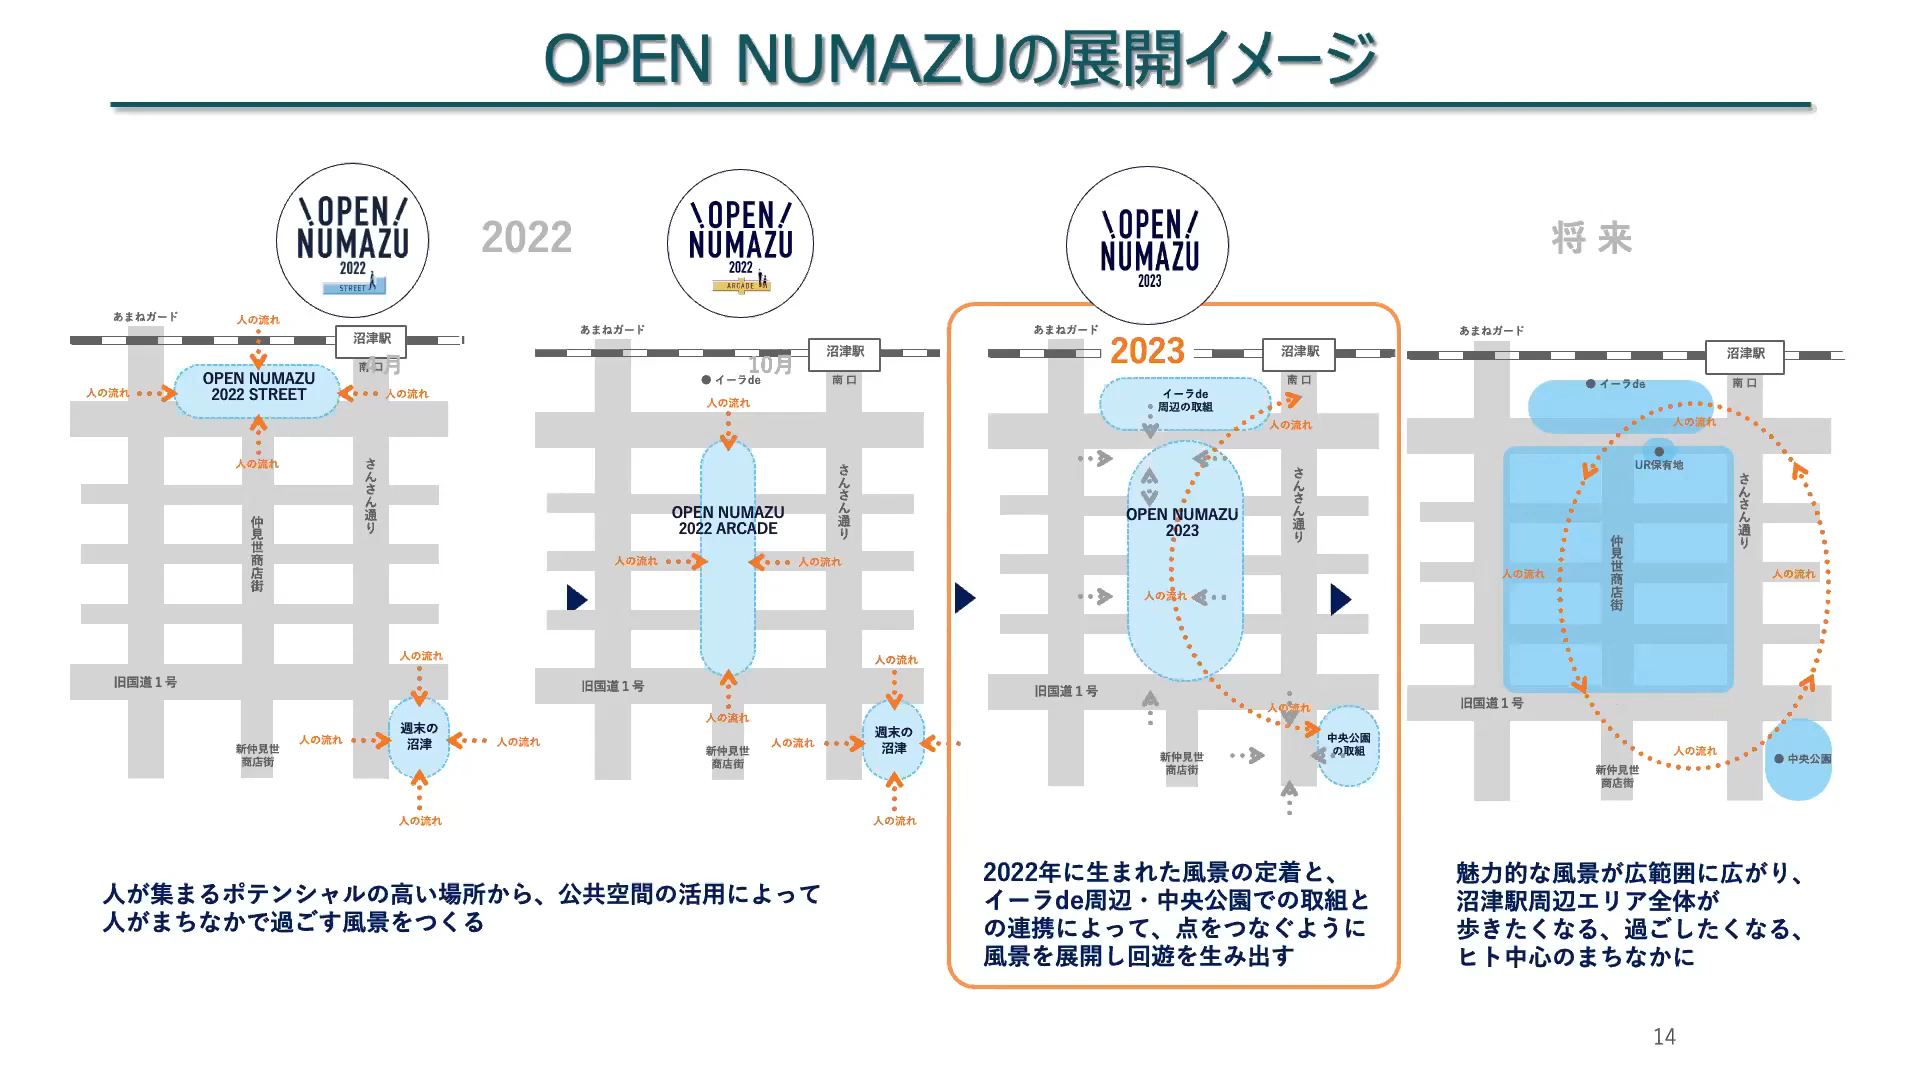 OPEN NUMAZUの展開イメージ
OPEN
NUMAZU
2022
STREET
2022
OPEN
NUMAZU
2022
ARCADE
OPEN
NUMAZU
2023
将来
あまねガード
人の流れ
沼津駅
南口
4月
人の流れ
OPEN NUMAZU
2022 STREET
人の流れ
人の流れ
さんさん通り
仲見世商店街
旧国道1号
人の流れ
週末の
沼津
人の流れ
人の流れ
新仲見世
商店街
人の流れ
あまねガード
沼津駅
10月
イーラde
南口
人の流れ
さんさん通り
OPEN NUMAZU
2022 ARCADE
人の流れ
人の流れ
旧国道1号
人の流れ
人の流れ
週末の
沼津
人の流れ
新仲見世
商店街
人の流れ
あまねガード
2023
沼津駅
南口
イーラde
周辺の取組
人の流れ
さんさん通り
OPEN NUMAZU
2023
人の流れ
旧国道1号
人の流れ
中央公園
の取組
新仲見世
商店街
あまねガード
沼津駅
イーラde
南口
人の流れ
UR保有地
さんさん通り
仲見世商店街
人の流れ
人の流れ
旧国道1号
人の流れ
中央公園
新仲見世
商店街
人が集まるポテンシャルの高い場所から、公共空間の活用によって
人がまちなかで過ごす風景をつくる
2022年に生まれた風景の定着と、
イーラde周辺・中央公園での取組と
の連携によって、点をつなぐように
風景を展開し回遊を生み出す
魅力的な風景が広範囲に広がり、
沼津駅周辺エリア全体が
歩きたくなる、過ごしたくなる、
ヒト中心のまちなかに
14